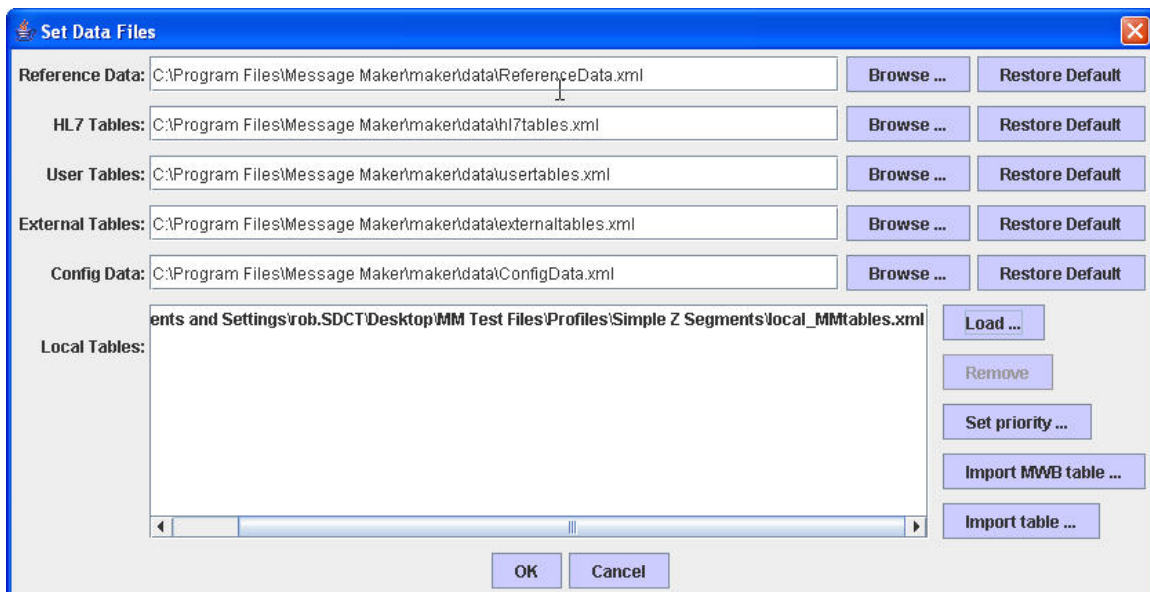 Set Data Files
Reference Data: C:\Program Files\Message Maker\maker\data\ReferenceData.xml Browse ... Restore Default
HL7 Tables: C:\Program Files\Message Maker\maker\data\hl7tables.xml Browse ... Restore Default
User Tables: C:\Program Files\Message Maker\maker\data\usertables.xml Browse ... Restore Default
External Tables: C:\Program Files\Message Maker\maker\data\externaltables.xml Browse ... Restore Default
Config Data: C:\Program Files\Message Maker\maker\data\ConfigData.xml Browse ... Restore Default
ents and Settings\rob.SDCT\Desktop\MM Test Files\Profiles\Simple Z Segments\local_MMtables.xml Load ...
Local Tables:
Remove
Set priority ...
Import MWB table ...
Import table ...
OK Cancel